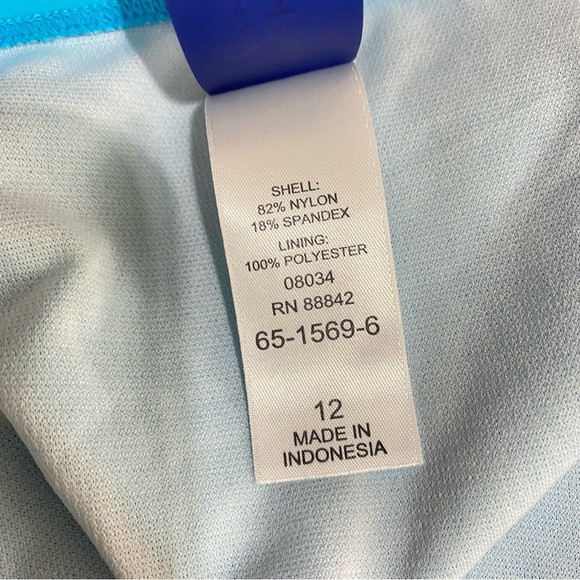 SHELL:
82% NYLON
18% SPANDEX
LINING:
100% POLYESTER
08034
RN 88842
65-1569-6
12
MADE IN
INDONESIA